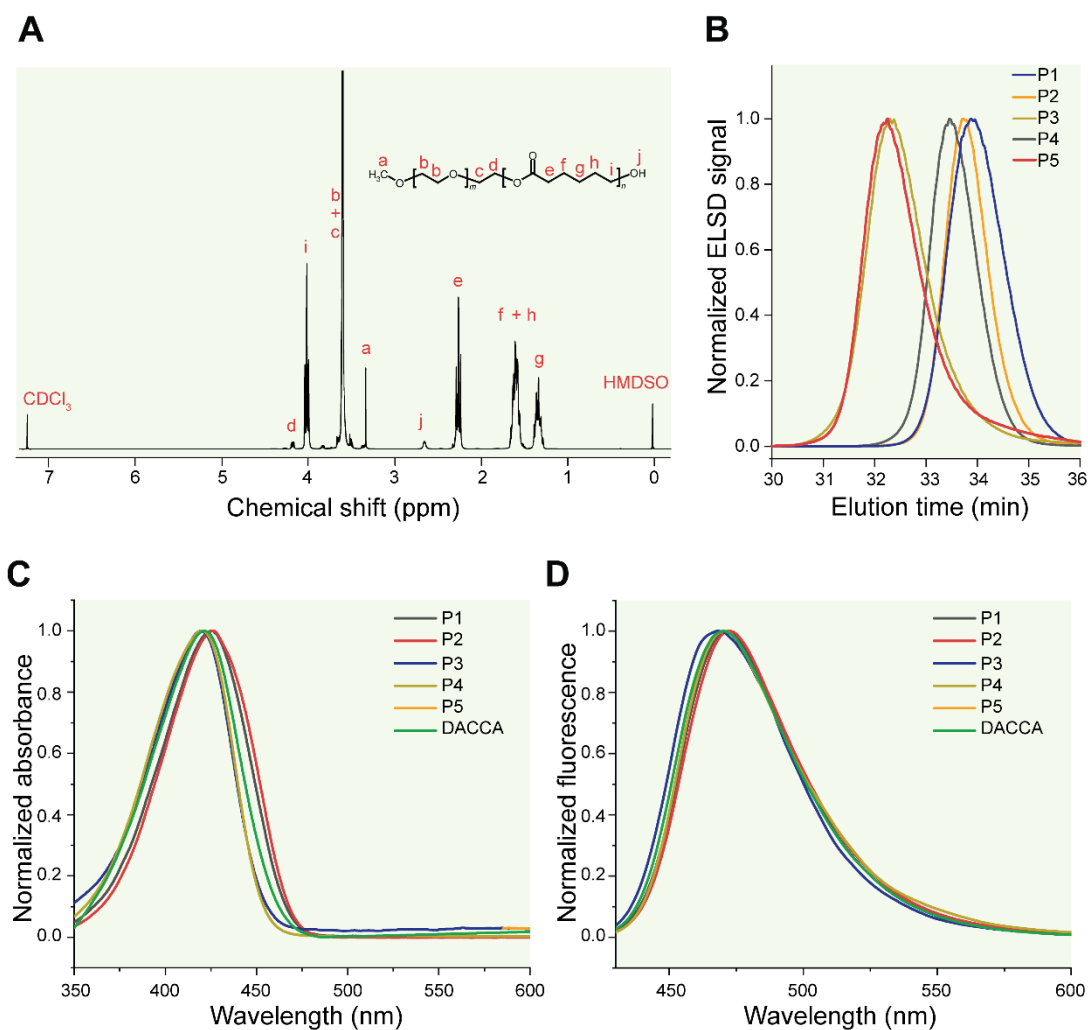 A
a
b
b
c
d
O
e
f
g
h
i
j
H₃C
O
O
m
O
n
OH
b
+
c
i
a
e
f + h
g
d
j
CDCl₃
HMDSO
7
6
5
4
3
2
1
0
Chemical shift (ppm)
B
P1
P2
P3
P4
P5
Normalized ELSD signal
1.0
0.8
0.6
0.4
0.2
0.0
30
31
32
33
34
35
36
Elution time (min)
C
P1
P2
P3
P4
P5
DACCA
Normalized absorbance
1.0
0.8
0.6
0.4
0.2
0.0
350
400
450
500
550
600
Wavelength (nm)
D
P1
P2
P3
P4
P5
DACCA
Normalized fluorescence
1.0
0.8
0.6
0.4
0.2
0.0
450
500
550
600
Wavelength (nm)